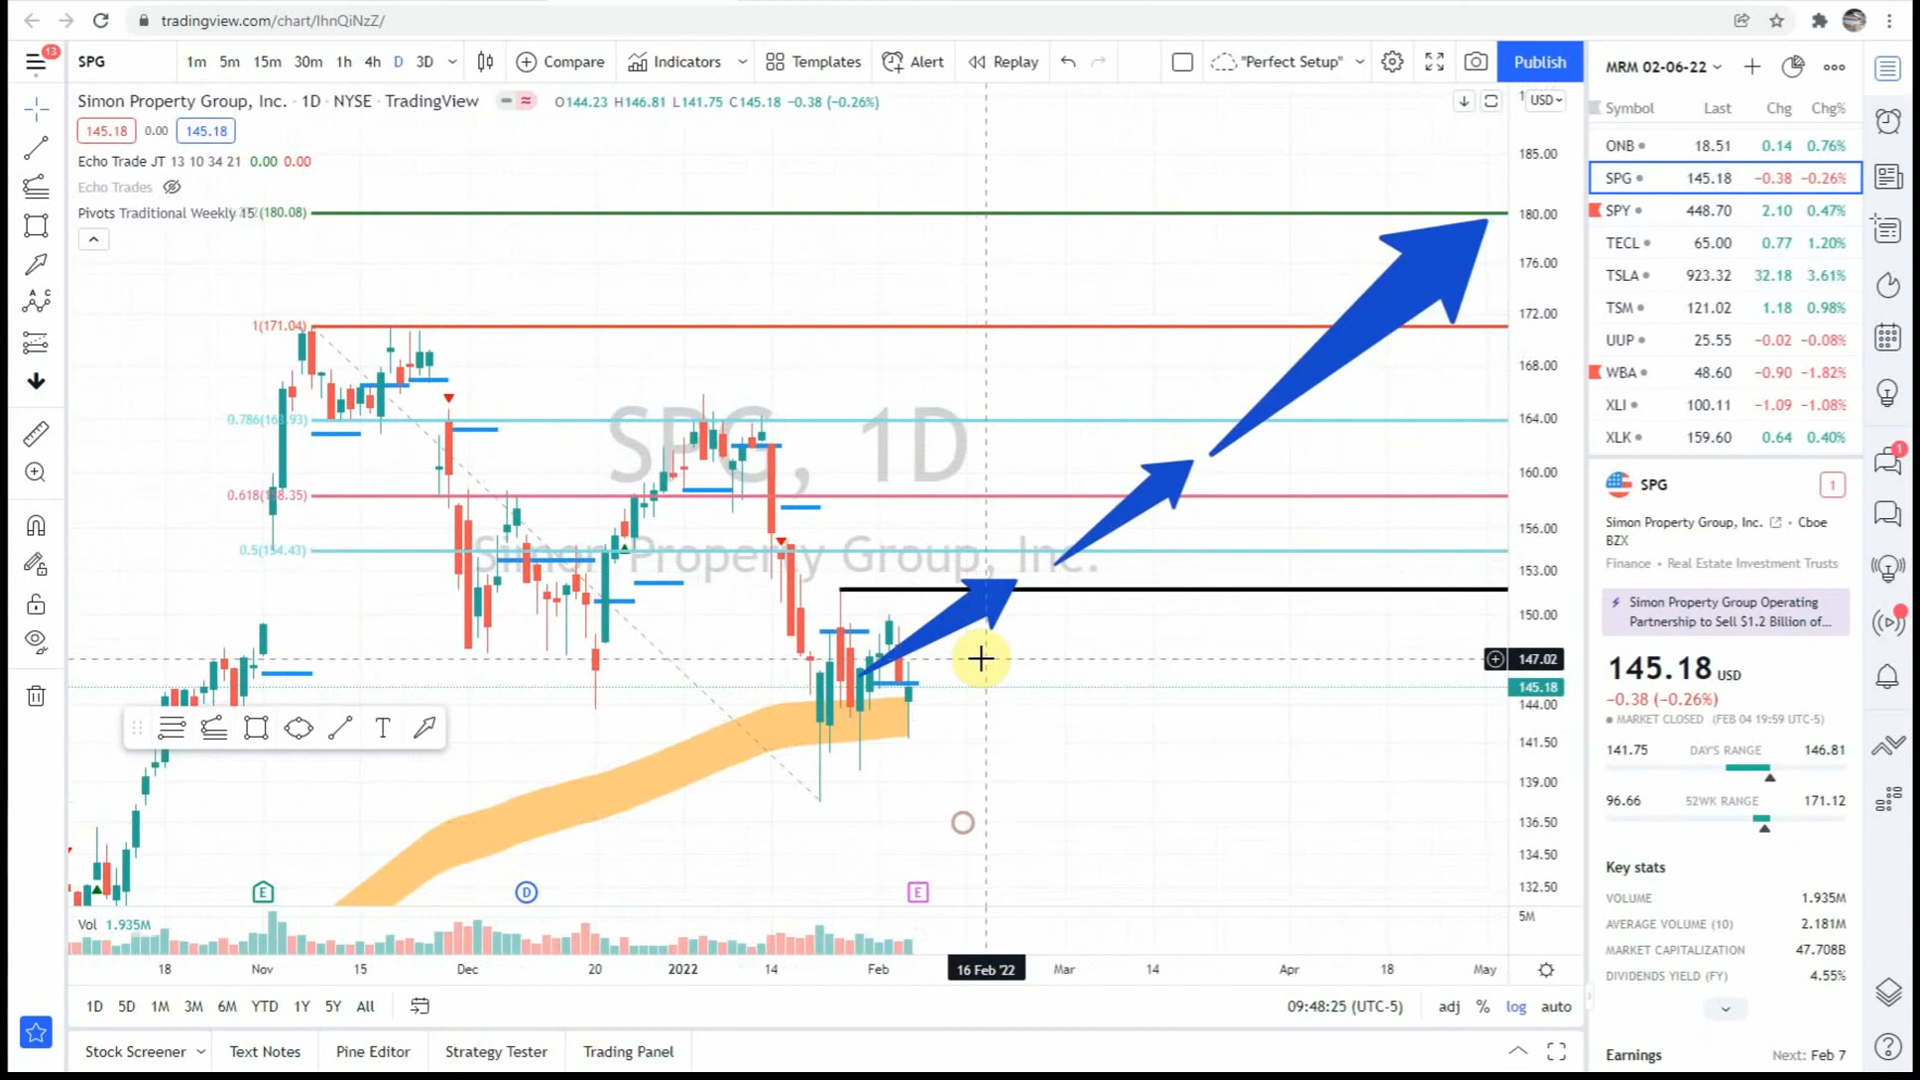 tradingview.com/chart/IhnQiNzZ/
13
SPG
1m 5m 15m 30m 1h 4h D 3D
Compare
Indicators
Templates
Alert
Replay
"Perfect Setup"
Publish
Simon Property Group, Inc. · 1D · NYSE · TradingView
O144.23 H146.81 L141.75 C145.18 −0.38 (−0.26%)
145.18 0.00 145.18
Echo Trade JT 13 10 34 21 0.00 0.00
Echo Trades
Pivots Traditional Weekly 15
(180.08)
1(171.04)
0.786(163.93)
0.618(158.35)
0.5(154.43)
SPG, 1D
Simon Property Group, Inc.
USD
185.00
180.00
176.00
172.00
168.00
164.00
160.00
156.00
153.00
150.00
147.02
145.18
144.00
141.50
139.00
136.50
134.50
132.50
5M
T
E
D
E
Vol 1.935M
18 Nov 15 Dec 20 2022 14 Feb 16 Feb '22 Mar 14 Apr 18 May
1D 5D 1M 3M 6M YTD 1Y 5Y All
09:48:25 (UTC-5)
adj % log auto
Stock Screener
Text Notes
Pine Editor
Strategy Tester
Trading Panel
MRM 02-06-22
Symbol Last Chg Chg%
ONB 18.51 0.14 0.76%
SPG 145.18 −0.38 −0.26%
SPY 448.70 2.10 0.47%
TECL 65.00 0.77 1.20%
TSLA 923.32 32.18 3.61%
TSM 121.02 1.18 0.98%
UUP 25.55 −0.02 −0.08%
WBA 48.60 −0.90 −1.82%
XLI 100.11 −1.09 −1.08%
XLK 159.60 0.64 0.40%
SPG
1
Simon Property Group, Inc. · Cboe
BZX
Finance · Real Estate Investment Trusts
Simon Property Group Operating
Partnership to Sell $1.2 Billion of...
145.18 USD
−0.38 (−0.26%)
MARKET CLOSED (FEB 04 19:59 UTC-5)
141.75 DAY'S RANGE 146.81
96.66 52WK RANGE 171.12
Key stats
VOLUME 1.935M
AVERAGE VOLUME (10) 2.181M
MARKET CAPITALIZATION 47.708B
DIVIDENDS YIELD (FY) 4.55%
Earnings Next: Feb 7
1